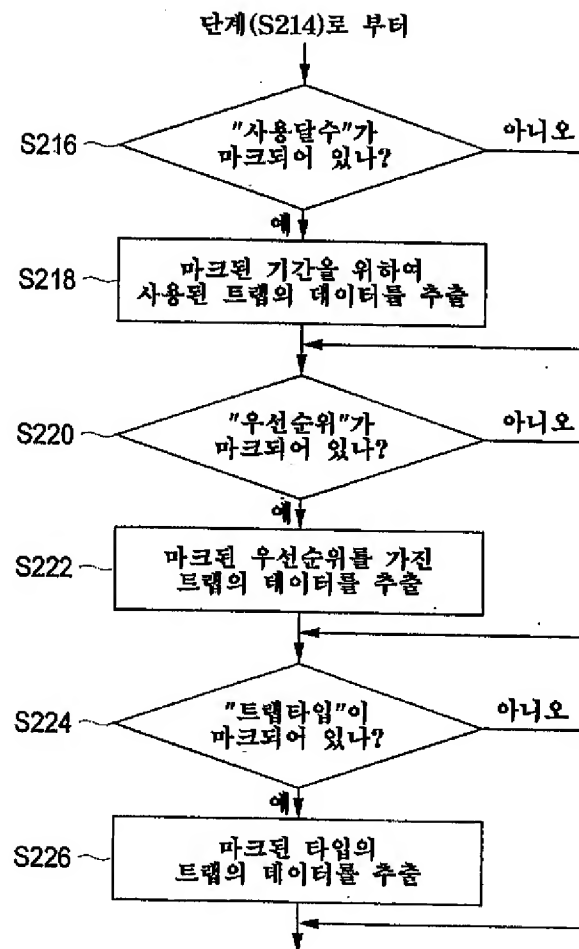 단계(S214)로 부터
S216
"사용달수"가
마크되어 있나?
아니오
예
S218
마크된 기간을 위하여
사용된 트랩의 데이터를 추출
S220
"우선순위"가
마크되어 있나?
아니오
예
S222
마크된 우선순위를 가진
트랩의 데이터를 추출
S224
"트랩타입"이
마크되어 있나?
아니오
예
S226
마크된 타입의
트랩의 데이터를 추출